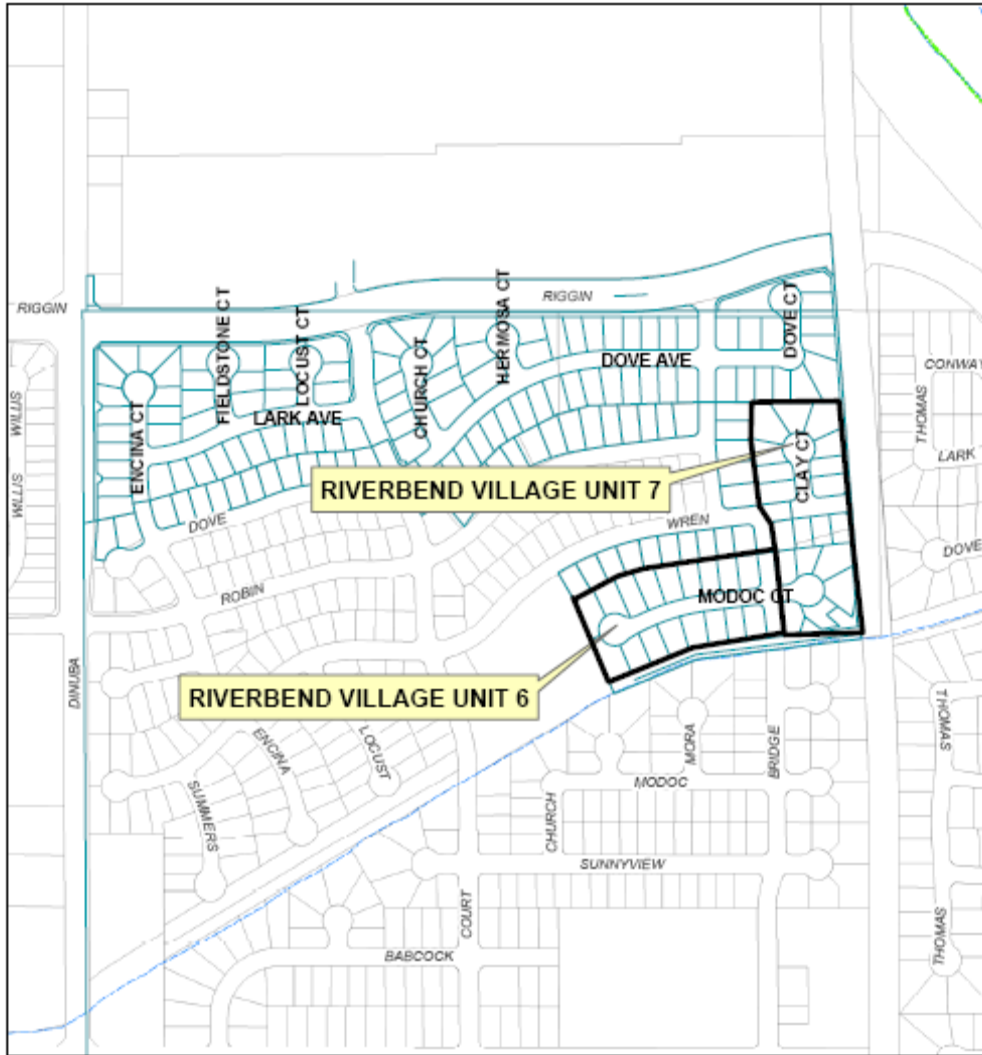 RIGGIN
RIGGIN
HERMOSA CT
FIELDSTONE CT
LOCUST CT
DOVE CT
CHURCH CT
DOVE AVE
CONWAY
WILLIS
THOMAS
LARK AVE
ENCINA CT
LARK
CLAY CT
WILLIS
RIVERBEND VILLAGE UNIT 7
DOVE
WREN
DOVE
ROBIN
MODOC CT
DINUBA
RIVERBEND VILLAGE UNIT 6
ENCINA
LOCUST
MORA
BRIDGE
THOMAS
MODOC
SUMMERS
CHURCH
SUNNYVIEW
COURT
THOMAS
BABCOCK